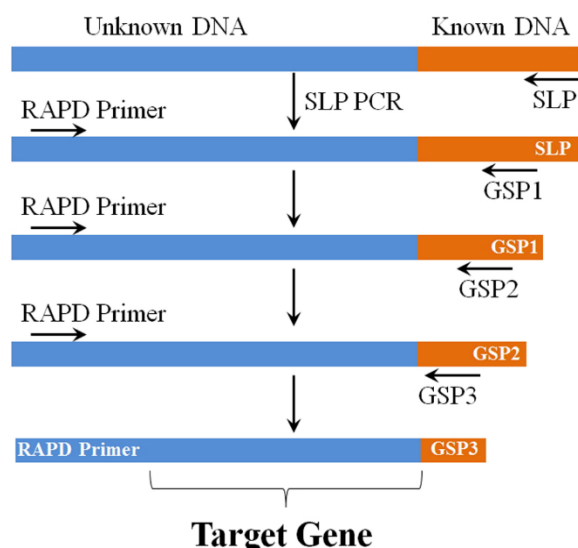 Unknown DNA
Known DNA
SLP
SLP PCR
RAPD Primer
SLP
GSP1
RAPD Primer
GSP1
GSP2
RAPD Primer
GSP2
GSP3
RAPD Primer
GSP3
Target Gene